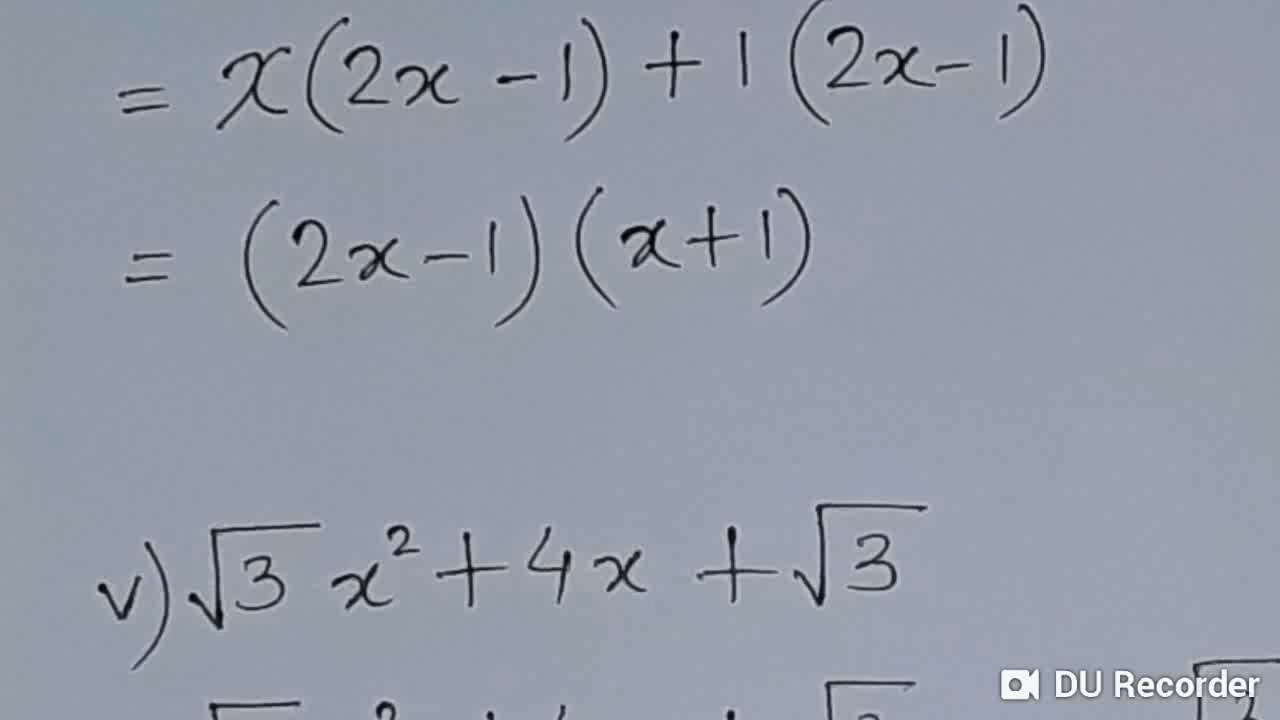 = x(2x - 1) + 1(2x - 1)
= (2x - 1)(x + 1)
v) √3 x² + 4x + √3
DU Recorder